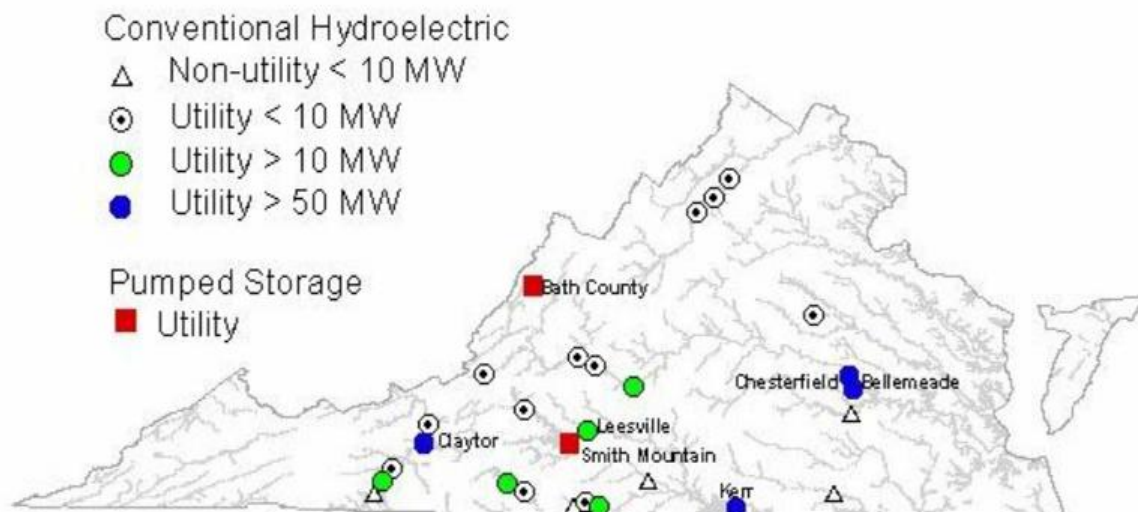 Conventional Hydroelectric
Non-utility < 10 MW
Utility < 10 MW
Utility > 10 MW
Utility > 50 MW
Pumped Storage
Utility
Bath County
Chesterfield
Bellemeade
Leesville
Claytor
Smith Mountain
Kerr